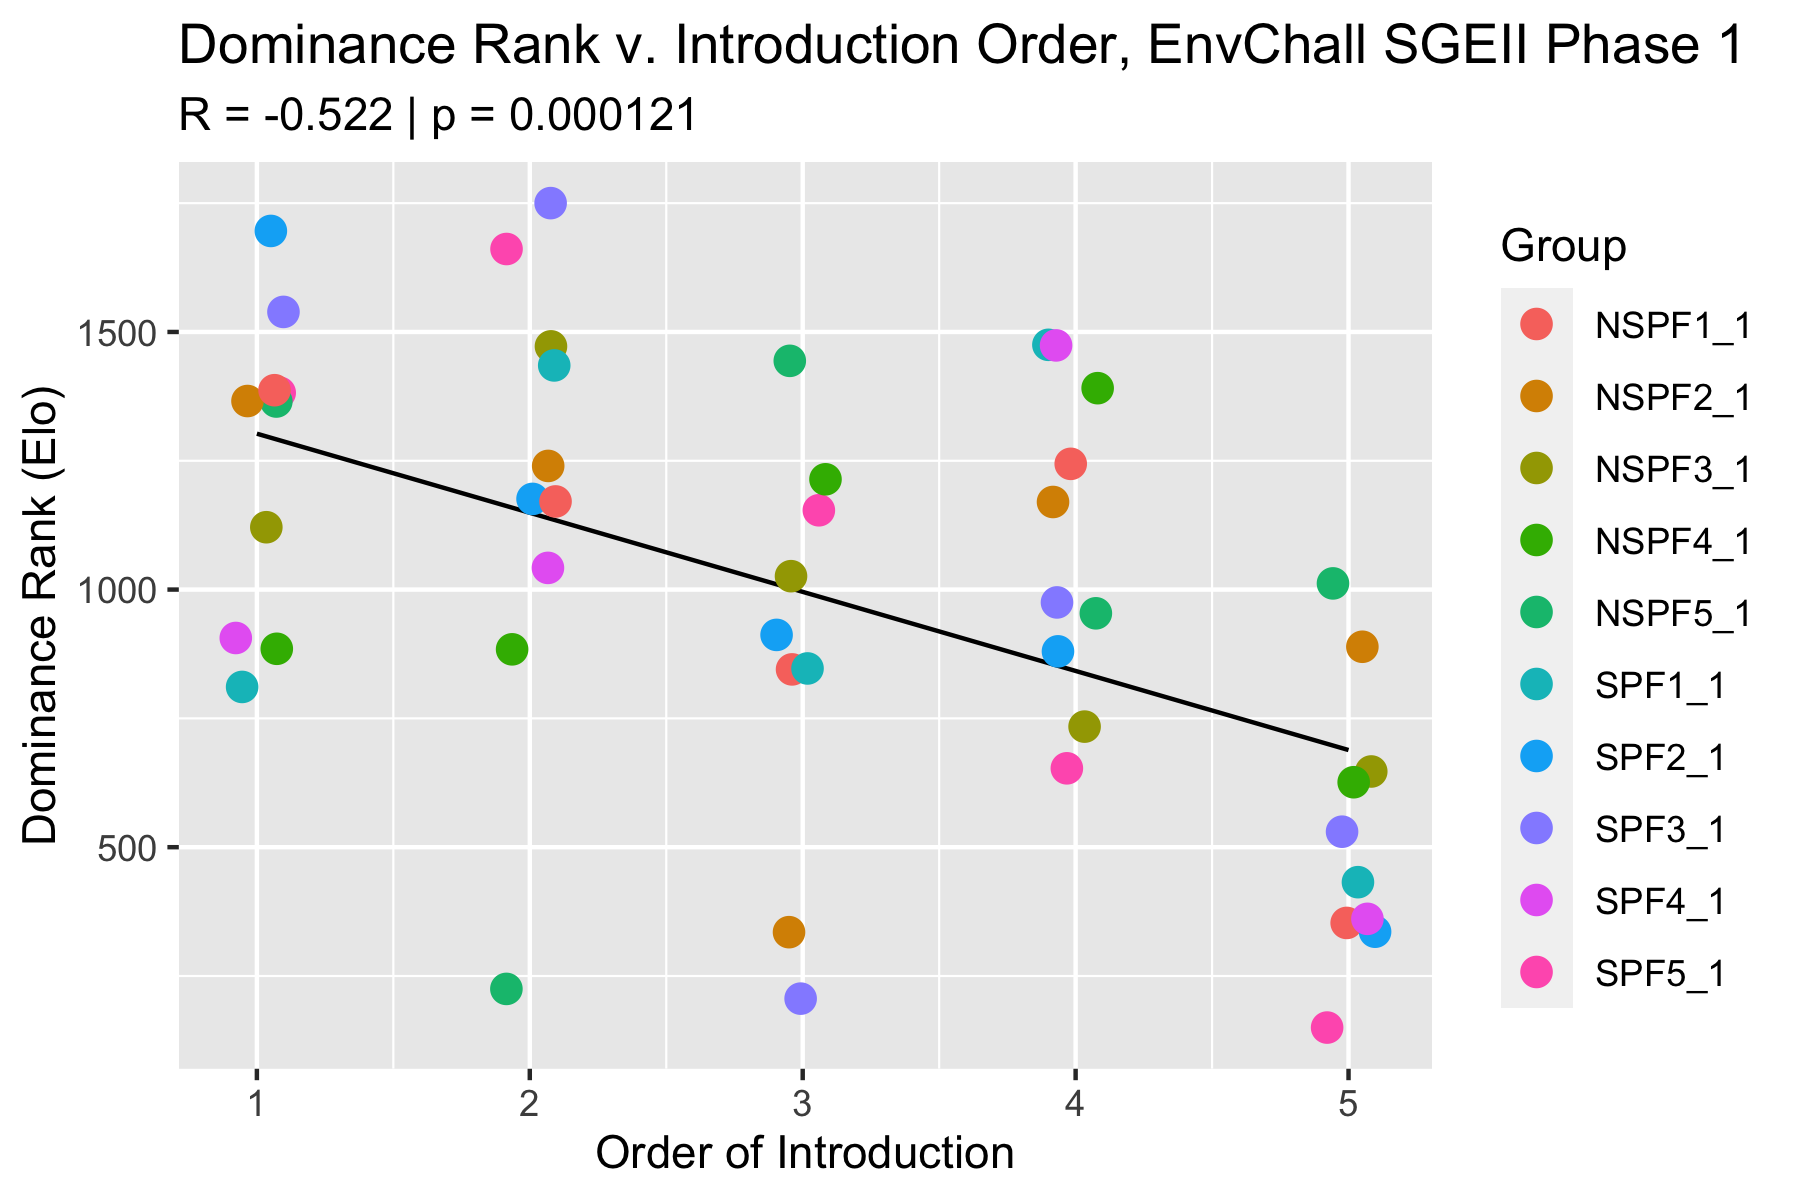 Dominance Rank v. Introduction Order, EnvChall SGEII Phase 1
R = -0.522 | p = 0.000121
Dominance Rank (Elo)
1500
1000
500
1 2 3 4 5
Order of Introduction
Group
NSPF1_1
NSPF2_1
NSPF3_1
NSPF4_1
NSPF5_1
SPF1_1
SPF2_1
SPF3_1
SPF4_1
SPF5_1